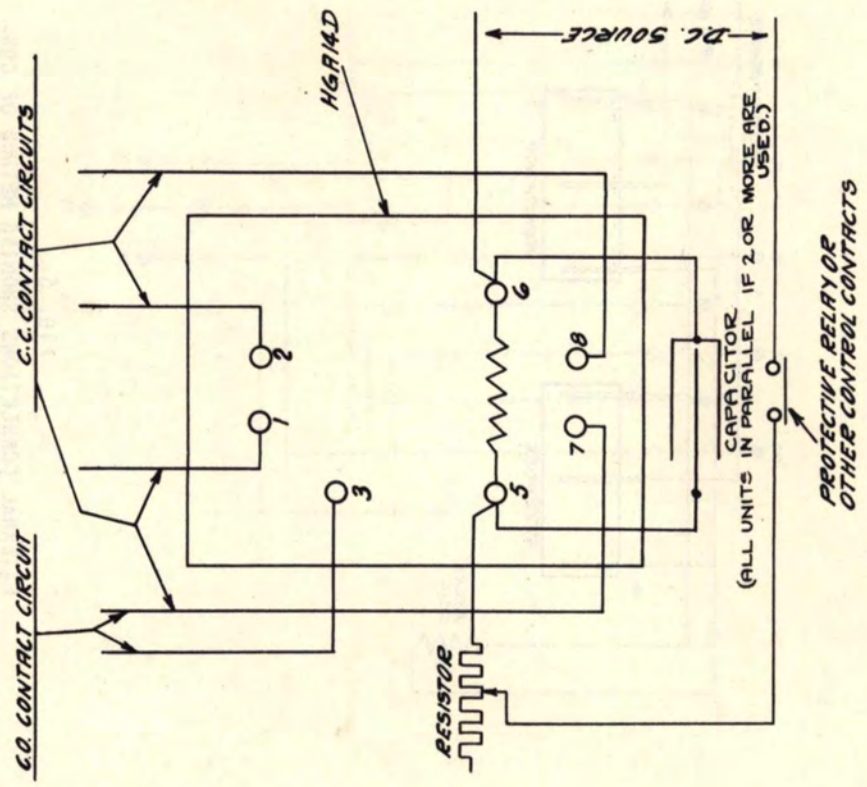 C.O. CONTACT CIRCUIT
C.C. CONTACT CIRCUITS
HGA14D
1
2
3
RESISTOR
5
6
7
8
D.C. SOURCE
CAPACITOR
(ALL UNITS IN PARALLEL IF 2 OR MORE ARE
USED.)
PROTECTIVE RELAY OR
OTHER CONTROL CONTACTS